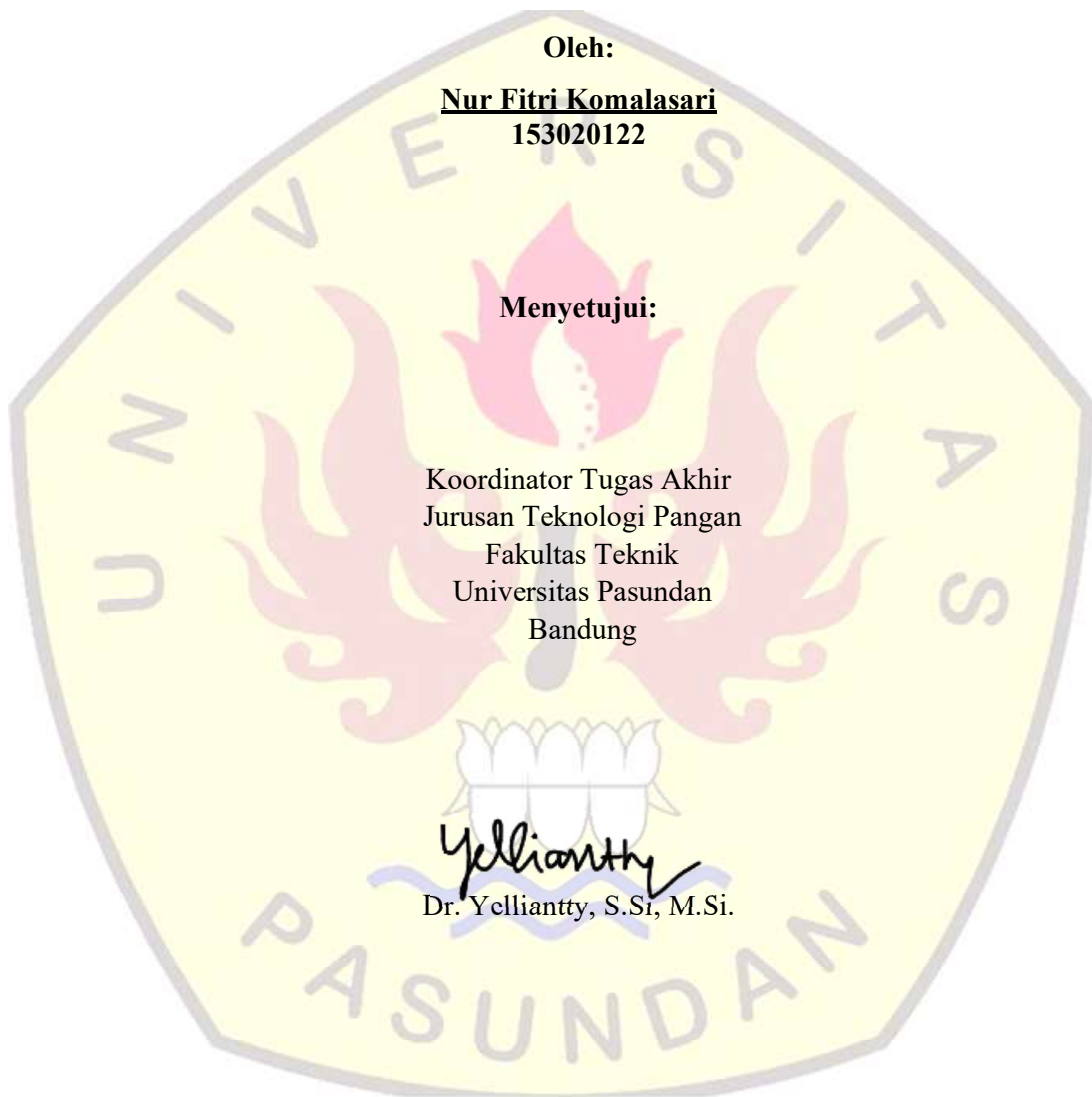 Oleh:
Nur Fitri Komalasari
153020122
Menyetujui:
Koordinator Tugas Akhir
Jurusan Teknologi Pangan
Fakultas Teknik
Universitas Pasundan
Bandung
Yelliantty
Dr. Yelliantty, S.Si, M.Si.
UNIVERSITAS
PASUNDAN